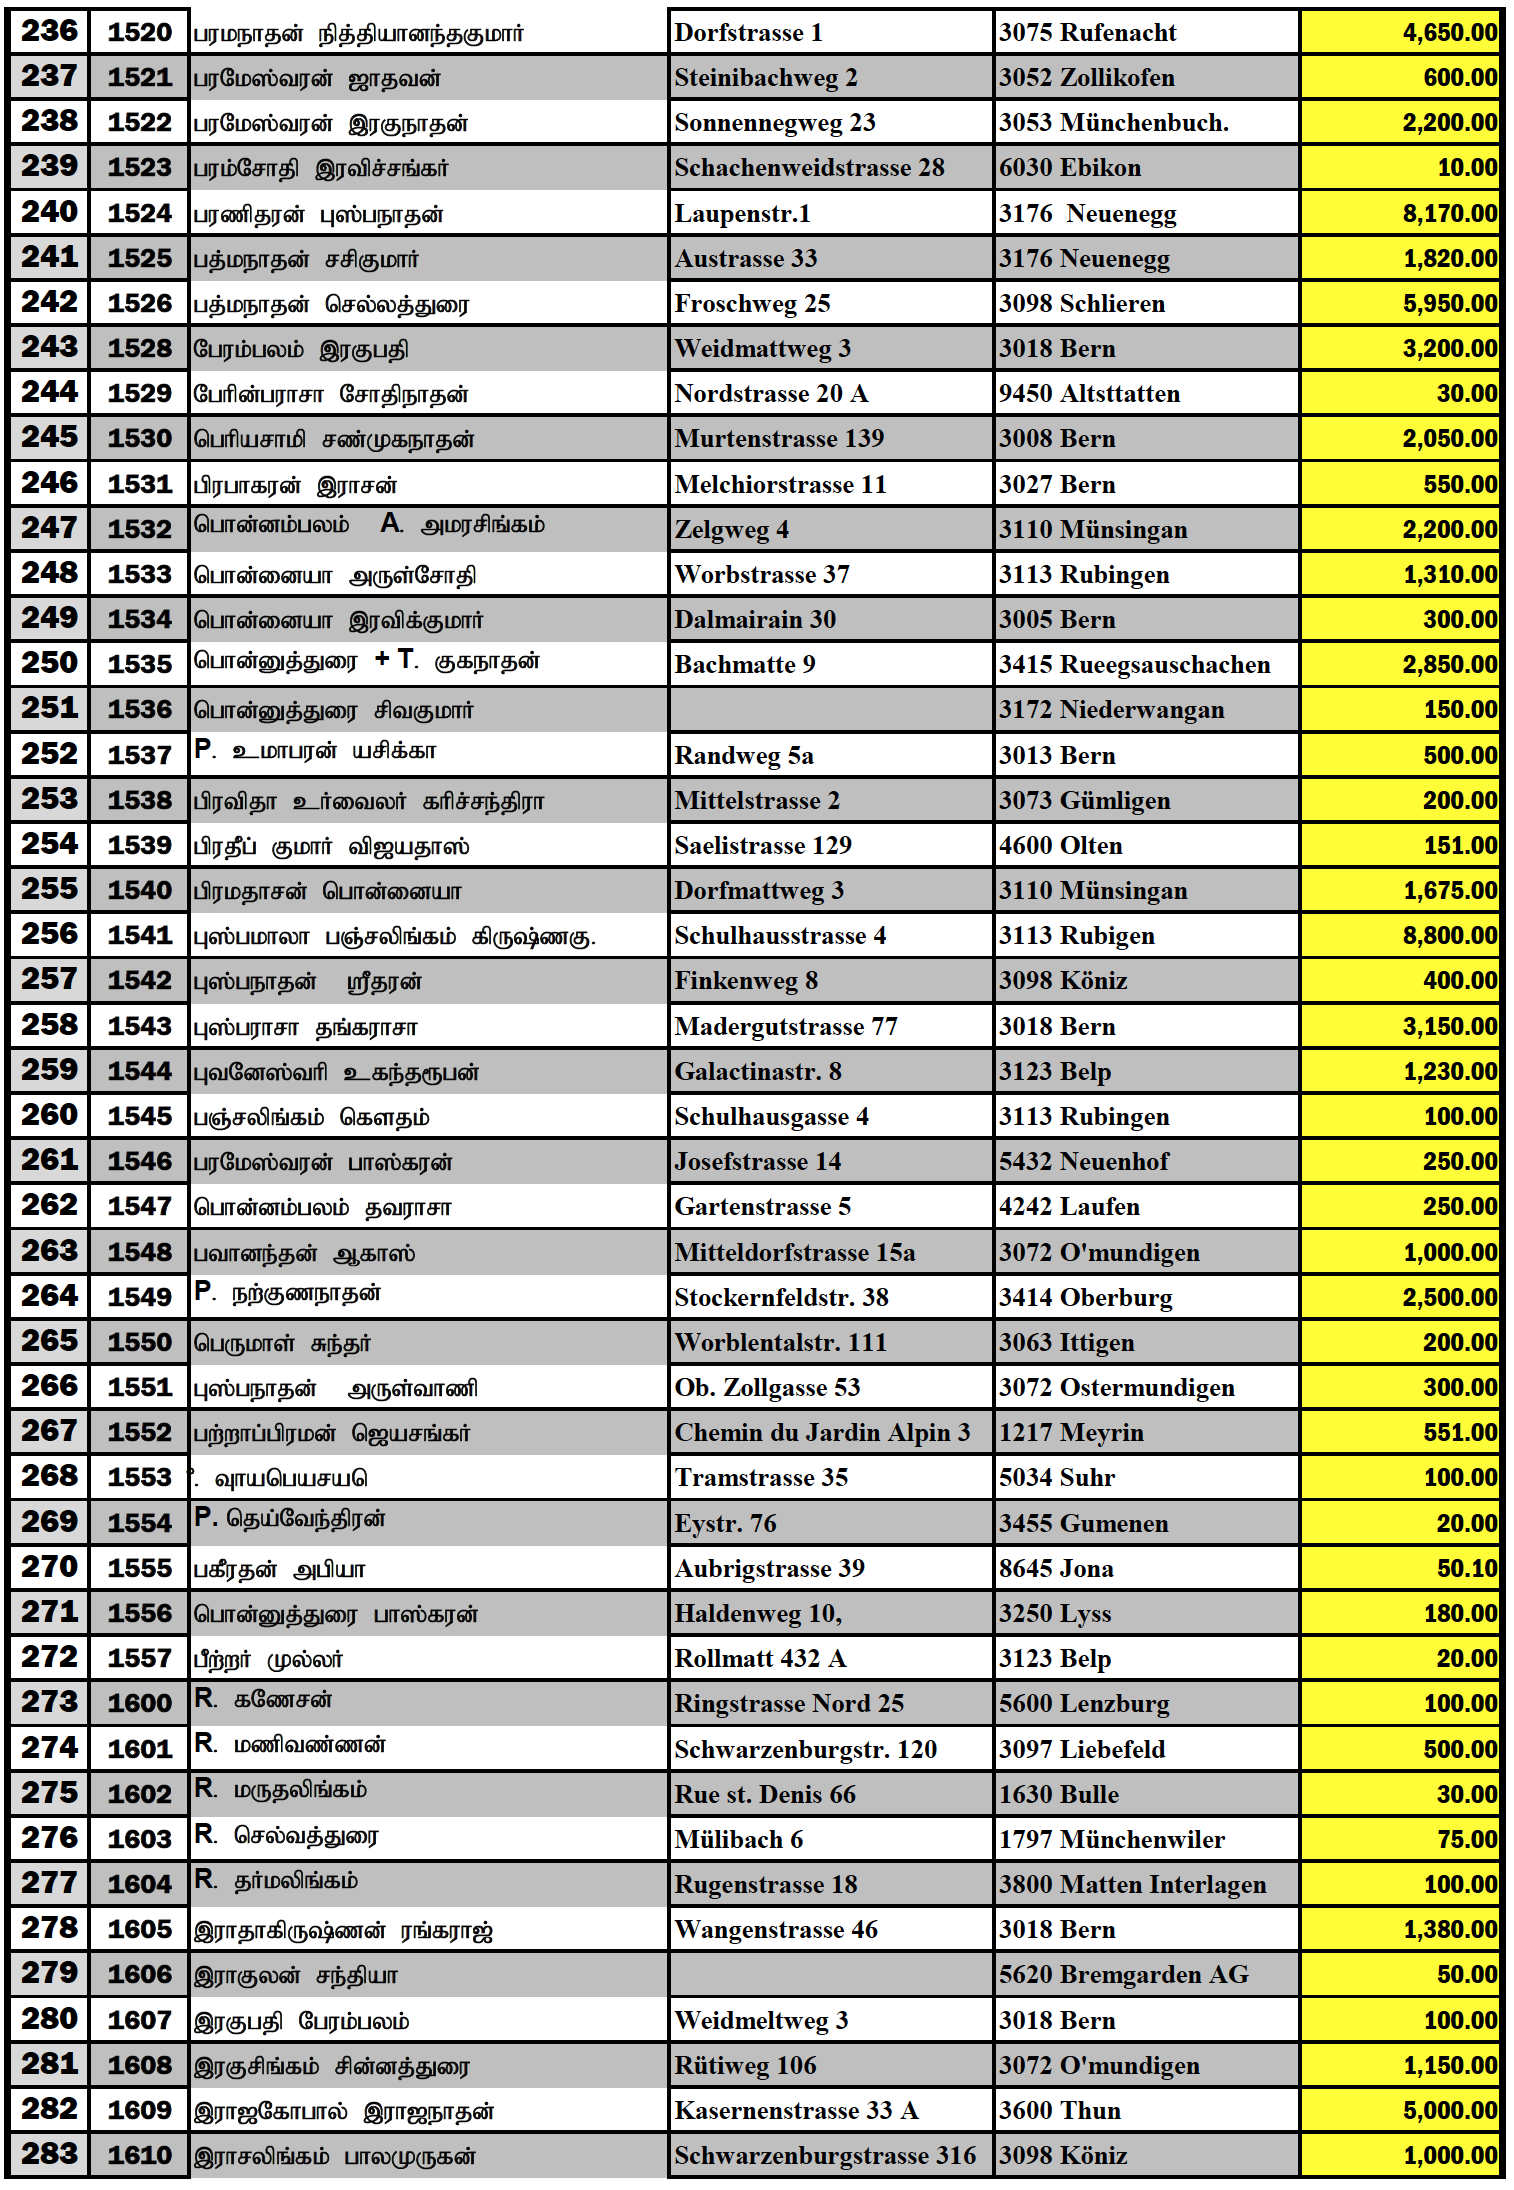 236 1520 பரமநாதன் நித்தியானந்தகுமார் Dorfstrasse 1 3075 Rufenacht 4,650.00
237 1521 பரமேஸ்வரன் ஜாதவன் Steinibachweg 2 3052 Zollikofen 600.00
238 1522 பரமேஸ்வரன் இரகுநாதன் Sonnennegweg 23 3053 Münchenbuch. 2,200.00
239 1523 பரம்சோதி இரவிச்சங்கர் Schachenweidstrasse 28 6030 Ebikon 10.00
240 1524 பரணிதரன் புஸ்பநாதன் Laupenstr.1 3176 Neuenegg 8,170.00
241 1525 பத்மநாதன் சசிகுமார் Austrasse 33 3176 Neuenegg 1,820.00
242 1526 பத்மநாதன் செல்லத்துரை Froschweg 25 3098 Schlieren 5,950.00
243 1528 பேரம்பலம் இரகுபதி Weidmattweg 3 3018 Bern 3,200.00
244 1529 பேரின்பராசா சோதிநாதன் Nordstrasse 20 A 9450 Altsttatten 30.00
245 1530 பெரியசாமி சண்முகநாதன் Murtenstrasse 139 3008 Bern 2,050.00
246 1531 பிரபாகரன் இராசன் Melchiorstrasse 11 3027 Bern 550.00
247 1532 பொன்னம்பலம் A. அமரசிங்கம் Zelgweg 4 3110 Münsingan 2,200.00
248 1533 பொன்னையா அருள்சோதி Worbstrasse 37 3113 Rubingen 1,310.00
249 1534 பொன்னையா இரவிக்குமார் Dalmairain 30 3005 Bern 300.00
250 1535 பொன்னுத்துரை + T. குகநாதன் Bachmatte 9 3415 Rueegsauschachen 2,850.00
251 1536 பொன்னுத்துரை சிவகுமார் 3172 Niederwangan 150.00
252 1537 P. உமாபரன் யசிக்கா Randweg 5a 3013 Bern 500.00
253 1538 பிரவிதா உர்வைலர் கரிச்சந்திரா Mittelstrasse 2 3073 Gümligen 200.00
254 1539 பிரதீப் குமார் விஜயதாஸ் Saelistrasse 129 4600 Olten 151.00
255 1540 பிரமதாசன் பொன்னையா Dorfmattweg 3 3110 Münsingan 1,675.00
256 1541 புஸ்பமாலா பஞ்சலிங்கம் கிருஷ்ணகு. Schulhausstrasse 4 3113 Rubigen 8,800.00
257 1542 புஸ்பநாதன் ஸ்ரீதரன் Finkenweg 8 3098 Köniz 400.00
258 1543 புஸ்பராசா தங்கராசா Madergutstrasse 77 3018 Bern 3,150.00
259 1544 புவனேஸ்வரி உகந்தரூபன் Galactinastr. 8 3123 Belp 1,230.00
260 1545 பஞ்சலிங்கம் கௌதம் Schulhausgasse 4 3113 Rubingen 100.00
261 1546 பரமேஸ்வரன் பாஸ்கரன் Josefstrasse 14 5432 Neuenhof 250.00
262 1547 பொன்னம்பலம் தவராசா Gartenstrasse 5 4242 Laufen 250.00
263 1548 பவானந்தன் ஆகாஸ் Mitteldorfstrasse 15a 3072 O'mundigen 1,000.00
264 1549 P. நற்குணநாதன் Stockernfeldstr. 38 3414 Oberburg 2,500.00
265 1550 பெருமாள் சுந்தர் Worblentalstr. 111 3063 Ittigen 200.00
266 1551 புஸ்பநாதன் அருள்வாணி Ob. Zollgasse 53 3072 Ostermundigen 300.00
267 1552 பற்றாப்பிரமன் ஜெயசங்கர் Chemin du Jardin Alpin 3 1217 Meyrin 551.00
268 1553 Tramstrasse 35 5034 Suhr 100.00
269 1554 P. தெய்வேந்திரன் Eystr. 76 3455 Gumenen 20.00
270 1555 பகீரதன் அபியா Aubrigstrasse 39 8645 Jona 50.10
271 1556 பொன்னுத்துரை பாஸ்கரன் Haldenweg 10, 3250 Lyss 180.00
272 1557 பீற்றர் முல்லர் Rollmatt 432 A 3123 Belp 20.00
273 1600 R. கணேசன் Ringstrasse Nord 25 5600 Lenzburg 100.00
274 1601 R. மணிவண்ணன் Schwarzenburgstr. 120 3097 Liebefeld 500.00
275 1602 R. மருதலிங்கம் Rue st. Denis 66 1630 Bulle 30.00
276 1603 R. செல்வத்துரை Mülibach 6 1797 Münchenwiler 75.00
277 1604 R. தர்மலிங்கம் Rugenstrasse 18 3800 Matten Interlagen 100.00
278 1605 இராதாகிருஷ்ணன் ரங்கராஜ் Wangenstrasse 46 3018 Bern 1,380.00
279 1606 இராகுலன் சந்தியா 5620 Bremgarden AG 50.00
280 1607 இரகுபதி பேரம்பலம் Weidmeltweg 3 3018 Bern 100.00
281 1608 இரகுசிங்கம் சின்னத்துரை Rütiweg 106 3072 O'mundigen 1,150.00
282 1609 இராஜகோபால் இராஜநாதன் Kasernenstrasse 33 A 3600 Thun 5,000.00
283 1610 இராசலிங்கம் பாலமுருகன் Schwarzenburgstrasse 316 3098 Köniz 1,000.00